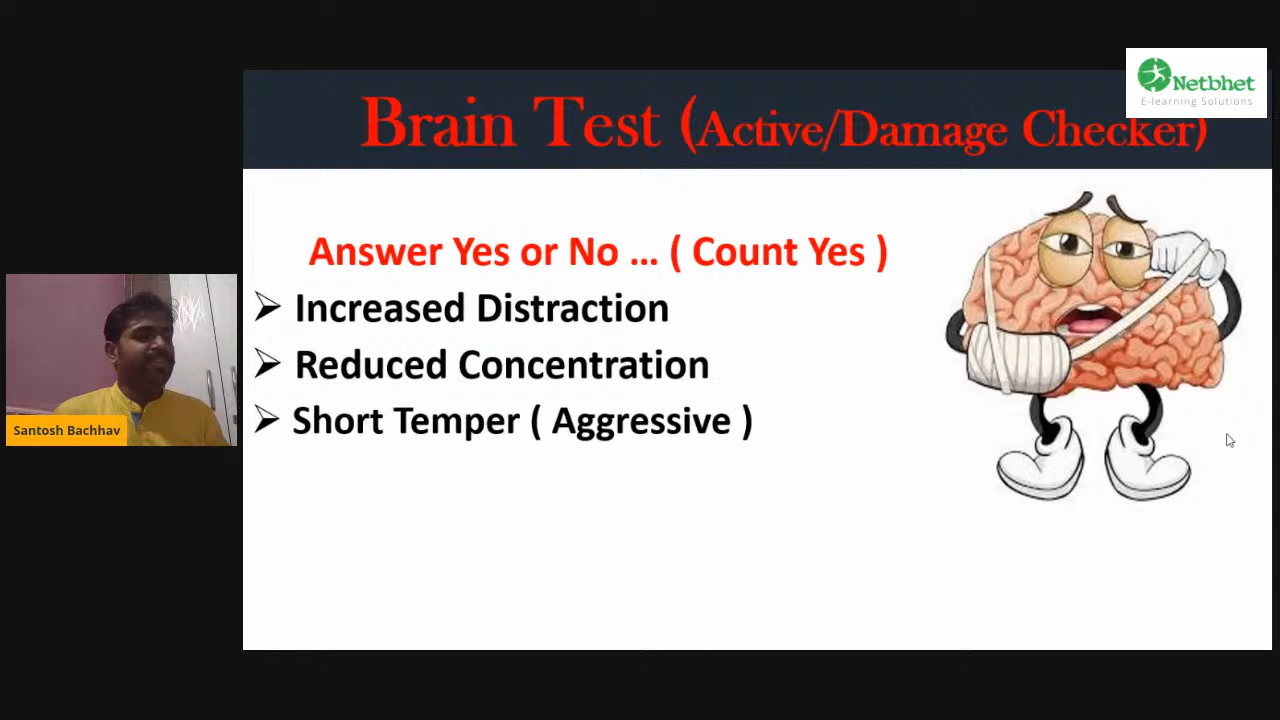 Netbhet
E-learning Solutions
Brain Test (Active/Damage Checker)
Answer Yes or No ... ( Count Yes )
➢ Increased Distraction
➢ Reduced Concentration
➢ Short Temper ( Aggressive )
Santosh Bachhav